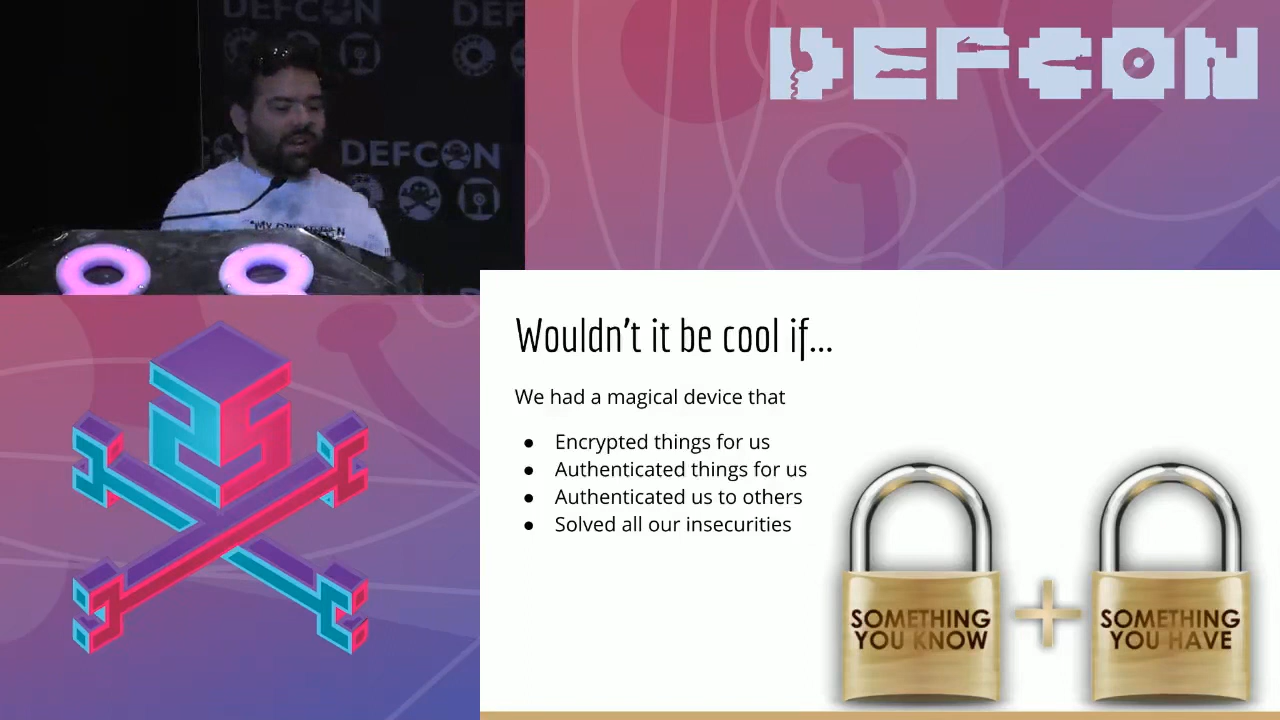 DEFCON
DEFCON
Wouldn't it be cool if...
We had a magical device that
● Encrypted things for us
● Authenticated things for us
● Authenticated us to others
● Solved all our insecurities
SOMETHING
YOU KNOW
+
SOMETHING
YOU HAVE